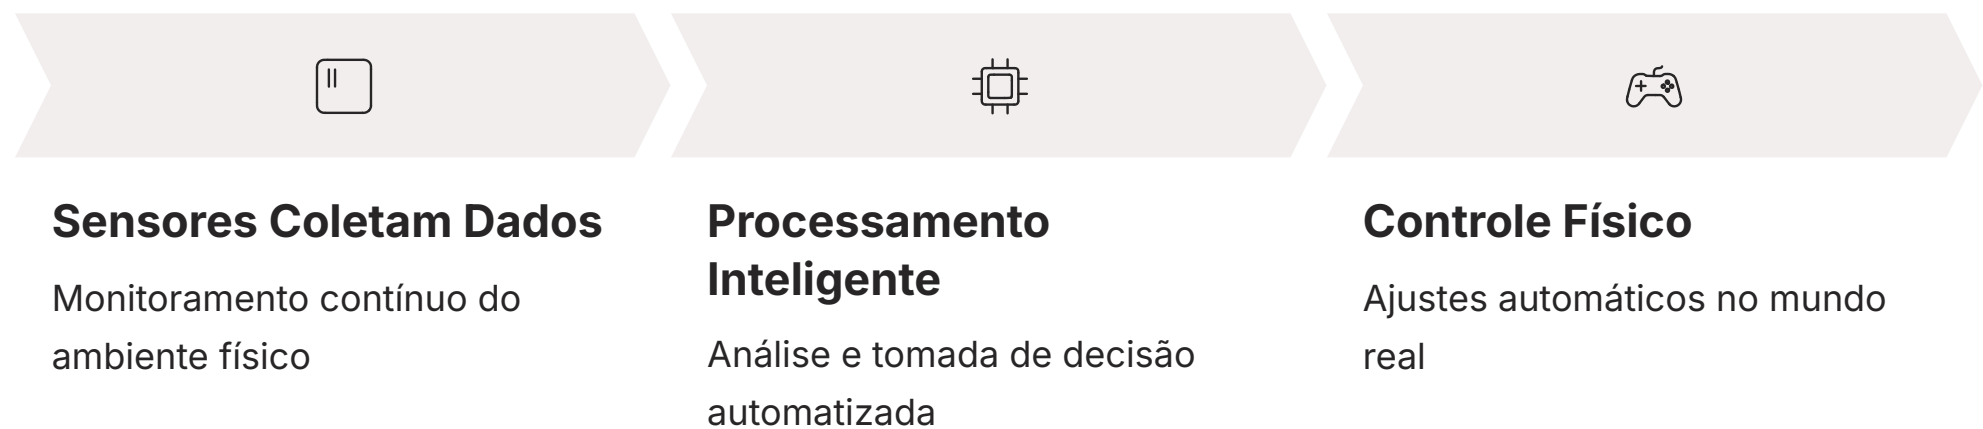 Sensores Coletam Dados
Monitoramento contínuo do
ambiente físico
Processamento
Inteligente
Análise e tomada de decisão
automatizada
Controle Físico
Ajustes automáticos no mundo
real